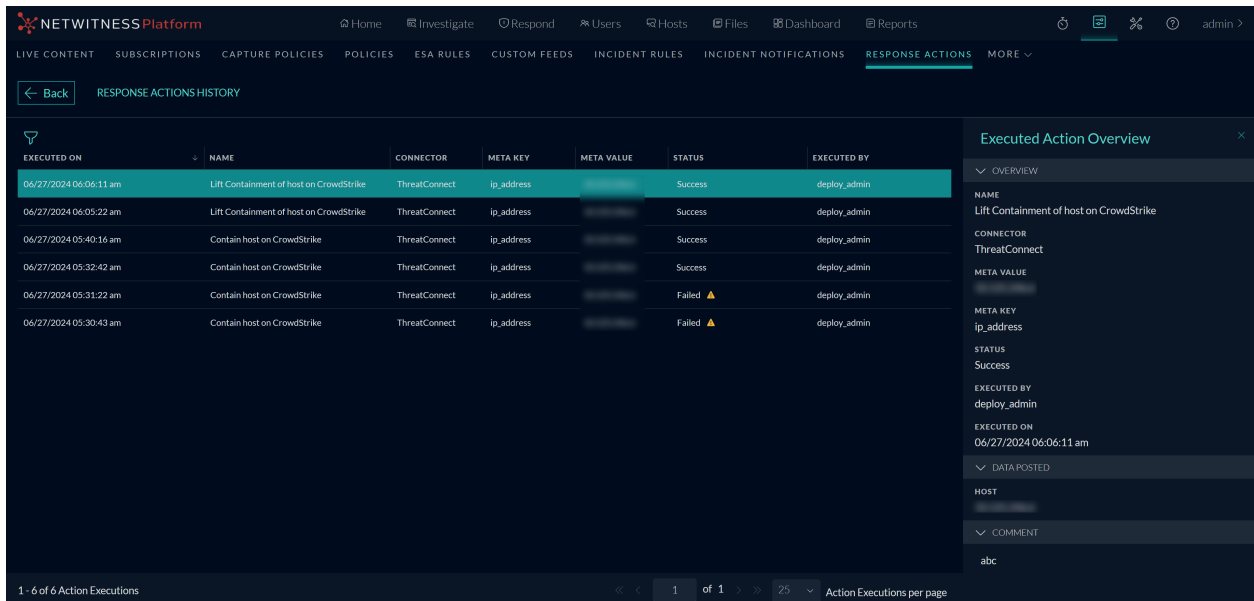 NETWITNESS Platform Home Investigate Respond Users Hosts Files Dashboard Reports admin >
LIVE CONTENT SUBSCRIPTIONS CAPTURE POLICIES POLICIES ESA RULES CUSTOM FEEDS INCIDENT RULES INCIDENT NOTIFICATIONS RESPONSE ACTIONS MORE
← Back RESPONSE ACTIONS HISTORY
EXECUTED ON NAME CONNECTOR META KEY META VALUE STATUS EXECUTED BY
06/27/2024 06:06:11 am Lift Containment of host on CrowdStrike ThreatConnect ip_address Success deploy_admin
06/27/2024 06:05:22 am Lift Containment of host on CrowdStrike ThreatConnect ip_address Success deploy_admin
06/27/2024 05:40:16 am Contain host on CrowdStrike ThreatConnect ip_address Success deploy_admin
06/27/2024 05:32:42 am Contain host on CrowdStrike ThreatConnect ip_address Success deploy_admin
06/27/2024 05:31:22 am Contain host on CrowdStrike ThreatConnect ip_address Failed deploy_admin
06/27/2024 05:30:43 am Contain host on CrowdStrike ThreatConnect ip_address Failed deploy_admin
1 - 6 of 6 Action Executions « < 1 of 1 > » 25 Action Executions per page
Executed Action Overview ×
OVERVIEW
NAME
Lift Containment of host on CrowdStrike
CONNECTOR
ThreatConnect
META VALUE
META KEY
ip_address
STATUS
Success
EXECUTED BY
deploy_admin
EXECUTED ON
06/27/2024 06:06:11 am
DATA POSTED
HOST
COMMENT
abc